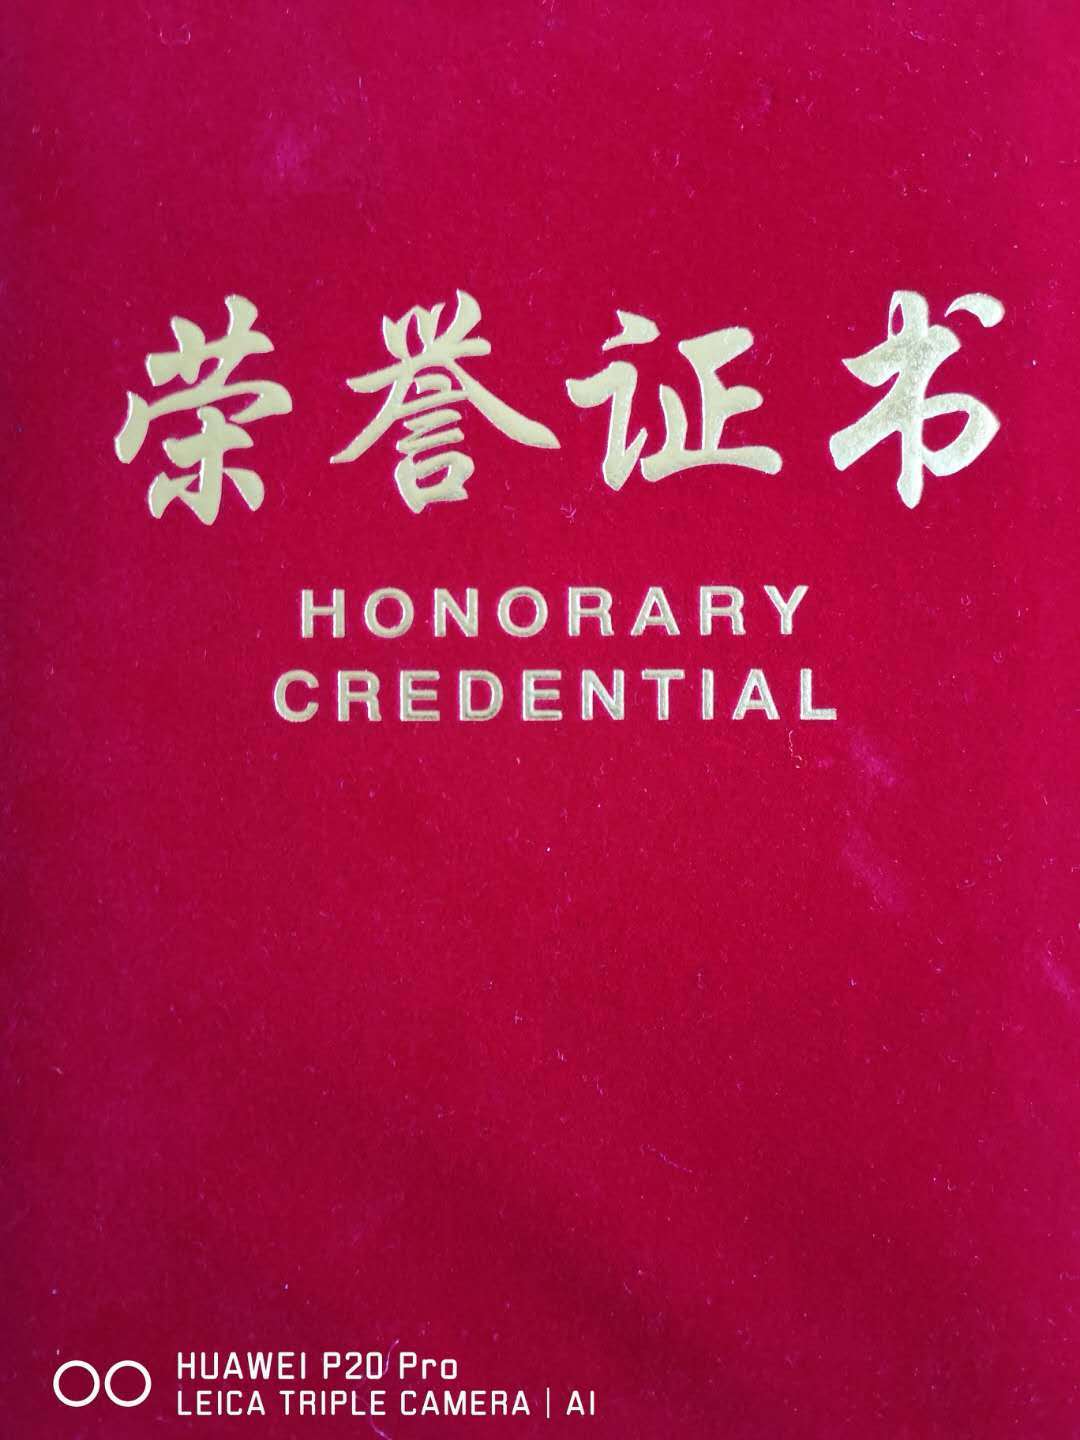 荣誉证书
HONORARY
CREDENTIAL
HUAWEI P20 Pro
LEICA TRIPLE CAMERA | AI